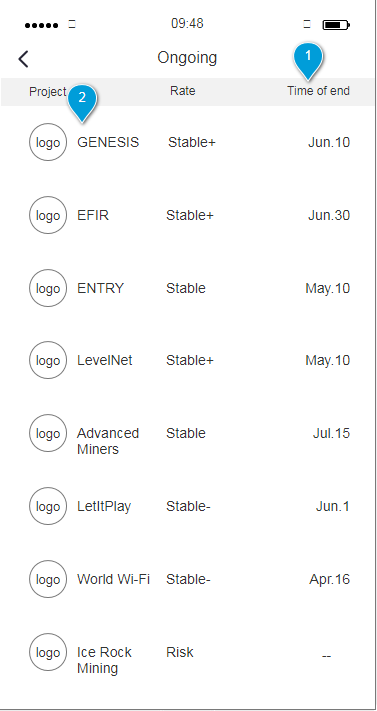 09:48
Ongoing
1
Project
2
Rate
Time of end
logo GENESIS Stable+ Jun.10
logo EFIR Stable+ Jun.30
logo ENTRY Stable May.10
logo LevelNet Stable+ May.10
logo Advanced Miners Stable Jul.15
logo LetItPlay Stable- Jun.1
logo World Wi-Fi Stable- Apr.16
logo Ice Rock Mining Risk --